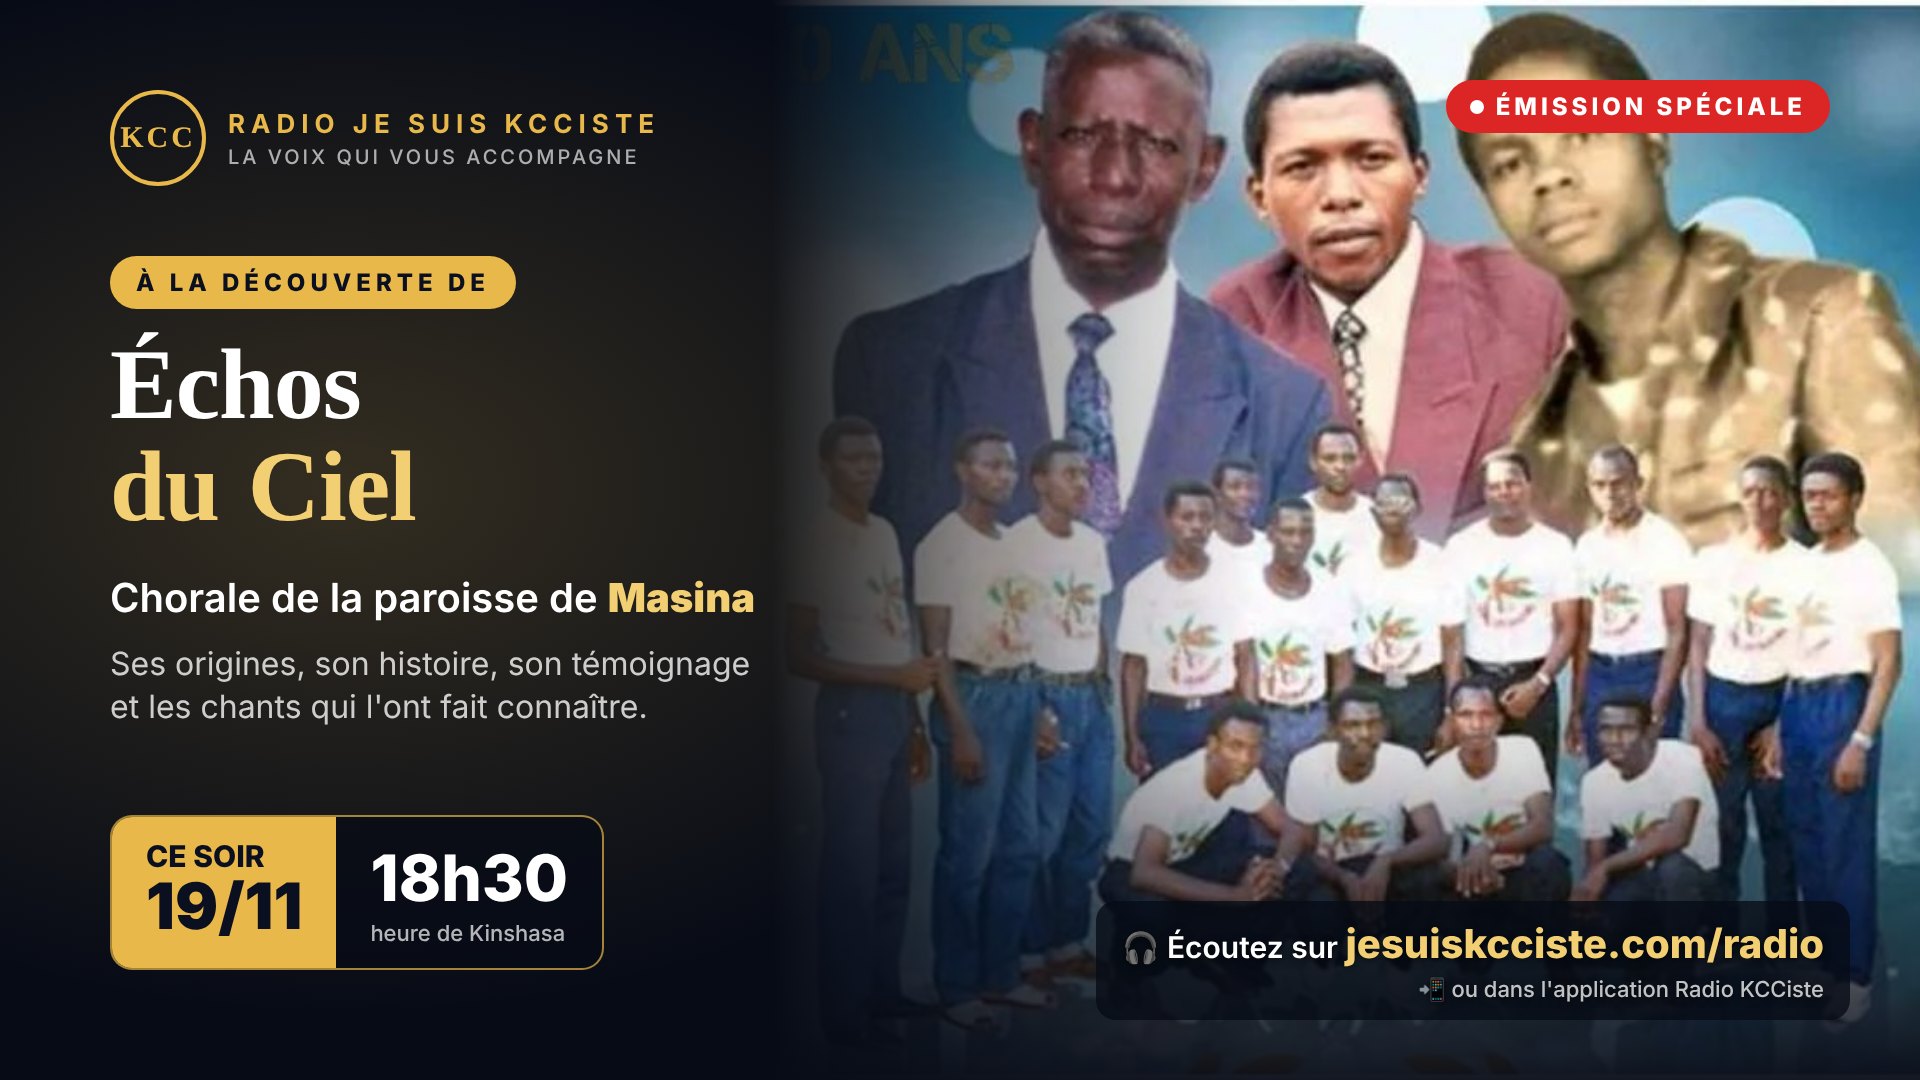 0 ANS
KCC
RADIO JE SUIS KCCISTE
LA VOIX QUI VOUS ACCOMPAGNE
ÉMISSION SPÉCIALE
À LA DÉCOUVERTE DE
Échos
du Ciel
Chorale de la paroisse de Masina
Ses origines, son histoire, son témoignage
et les chants qui l'ont fait connaître.
CE SOIR
19/11
18h30
heure de Kinshasa
Écoutez sur jesuiskcciste.com/radio
ou dans l'application Radio KCCiste